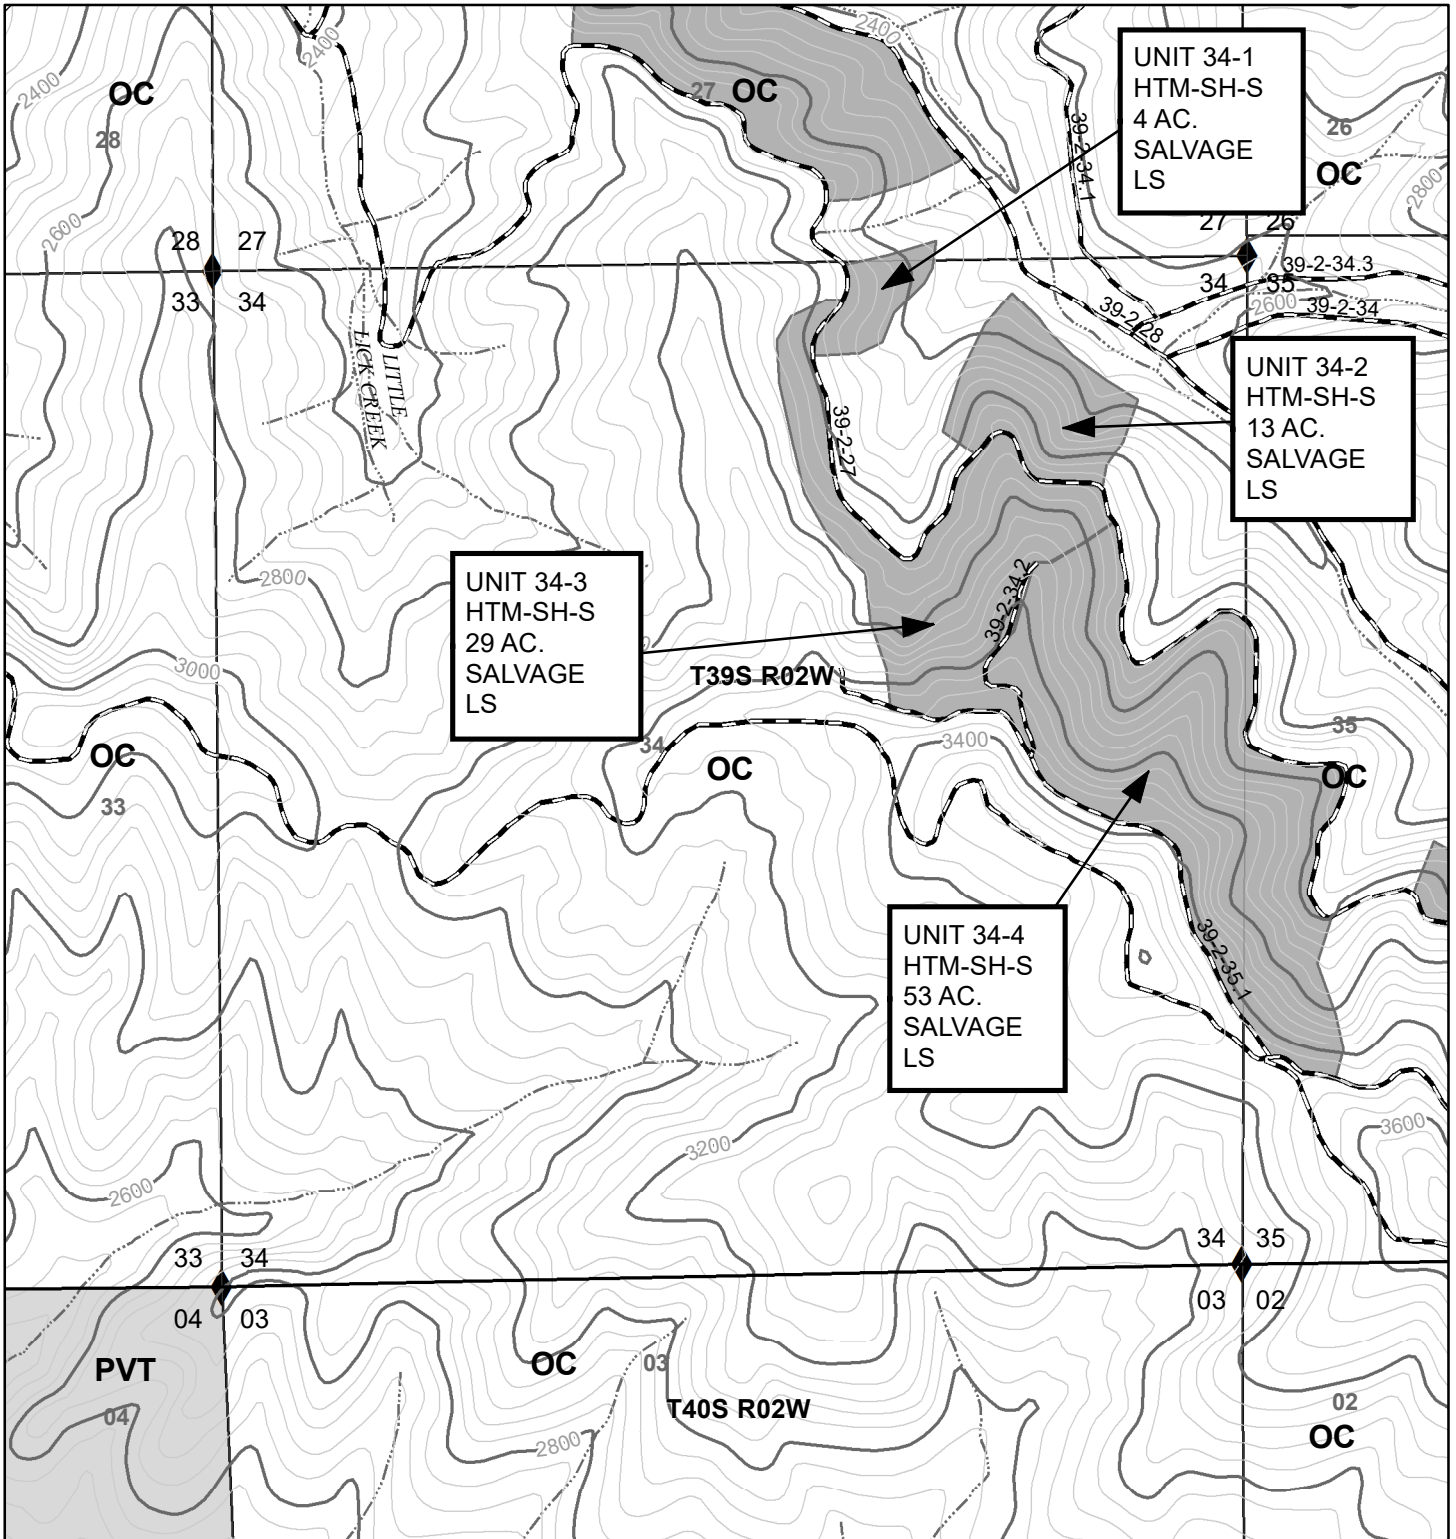 2400
2400
2400
UNIT 34-1
HTM-SH-S
4 AC.
SALVAGE
LS
OC
28
27
OC
39-2-34.1
26
OC
2800
2600
28
27
33
34
27
26
34
35
39-2-34.3
2600
39-2-34
39-2-28
LITTLE
LICK CREEK
UNIT 34-2
HTM-SH-S
13 AC.
SALVAGE
LS
39-2-27
2800
UNIT 34-3
HTM-SH-S
29 AC.
SALVAGE
LS
39-2-34.2
3000
T39S R02W
OC
33
34
OC
3400
35
OC
UNIT 34-4
HTM-SH-S
53 AC.
SALVAGE
LS
39-2-35.1
3600
3200
2600
33
34
04
03
34
35
03
02
PVT
04
OC
03
T40S R02W
02
OC
2800